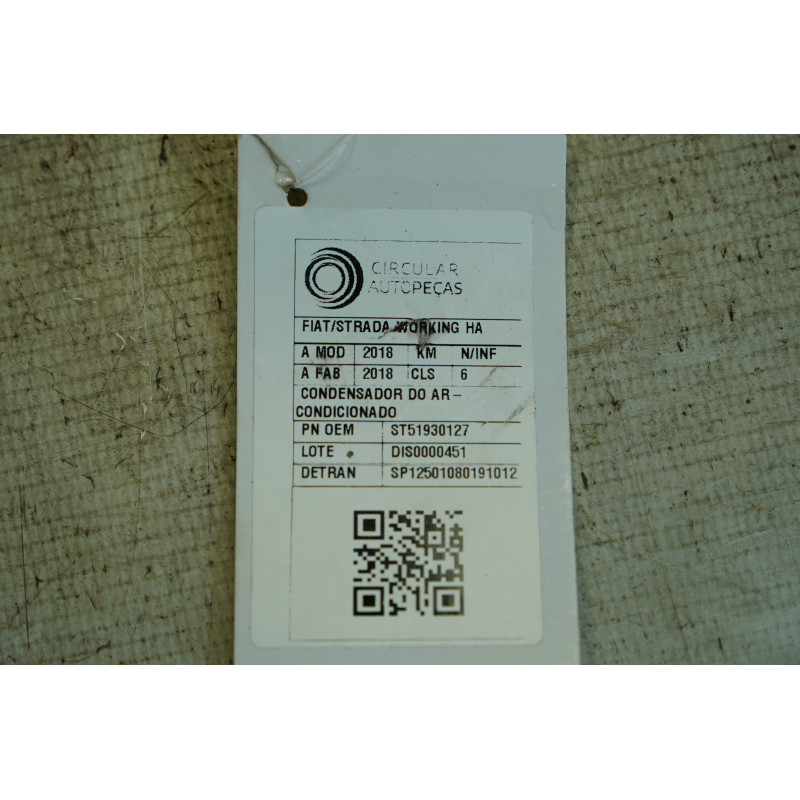 CIRCULAR
AUTOPEÇAS
FIAT/STRADA WORKING HA
A MOD 2018 KM N/INF
A FAB 2018 CLS 6
CONDENSADOR DO AR-
CONDICIONADO
PN OEM ST51930127
LOTE DIS0000451
DETRAN SP12501080191012